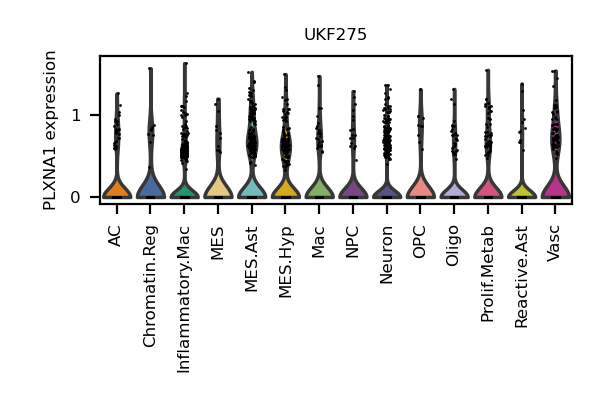 UKF275
PLXNA1 expression
1
0
AC
Chromatin.Reg
Inflammatory.Mac
MES
MES.Ast
MES.Hyp
Mac
NPC
Neuron
OPC
Oligo
Prolif.Metab
Reactive.Ast
Vasc